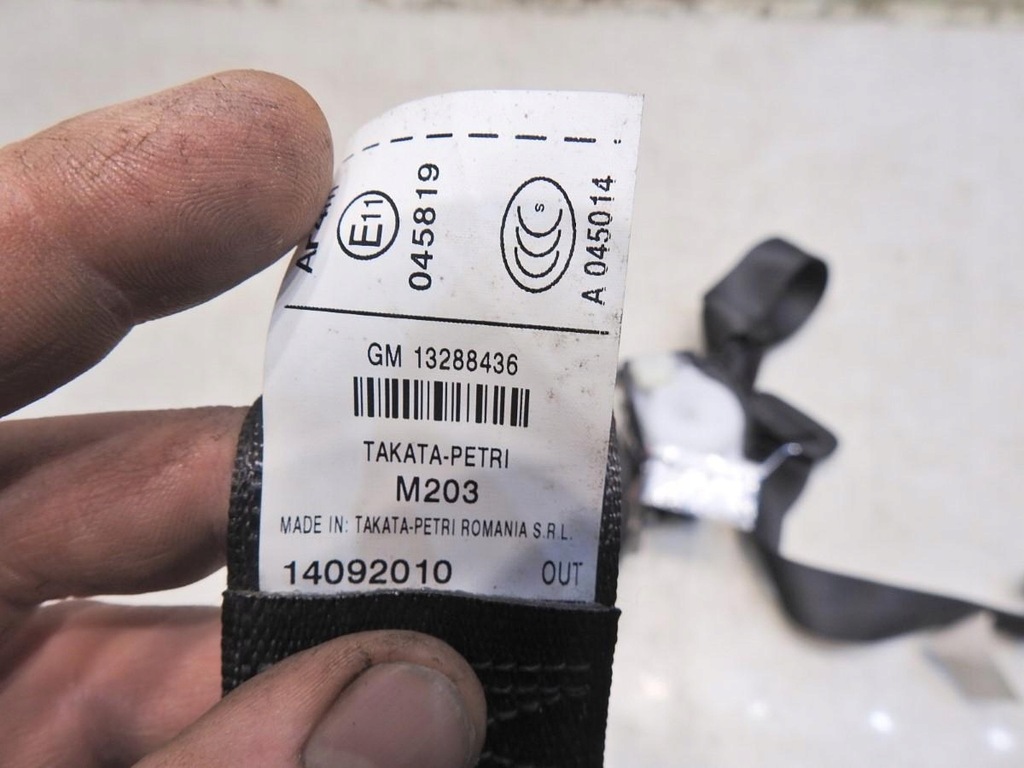 E11
045819
S
A 045014
GM 13288436
TAKATA-PETRI
M203
MADE IN: TAKATA-PETRI ROMANIA S.R.L.
14092010 OUT